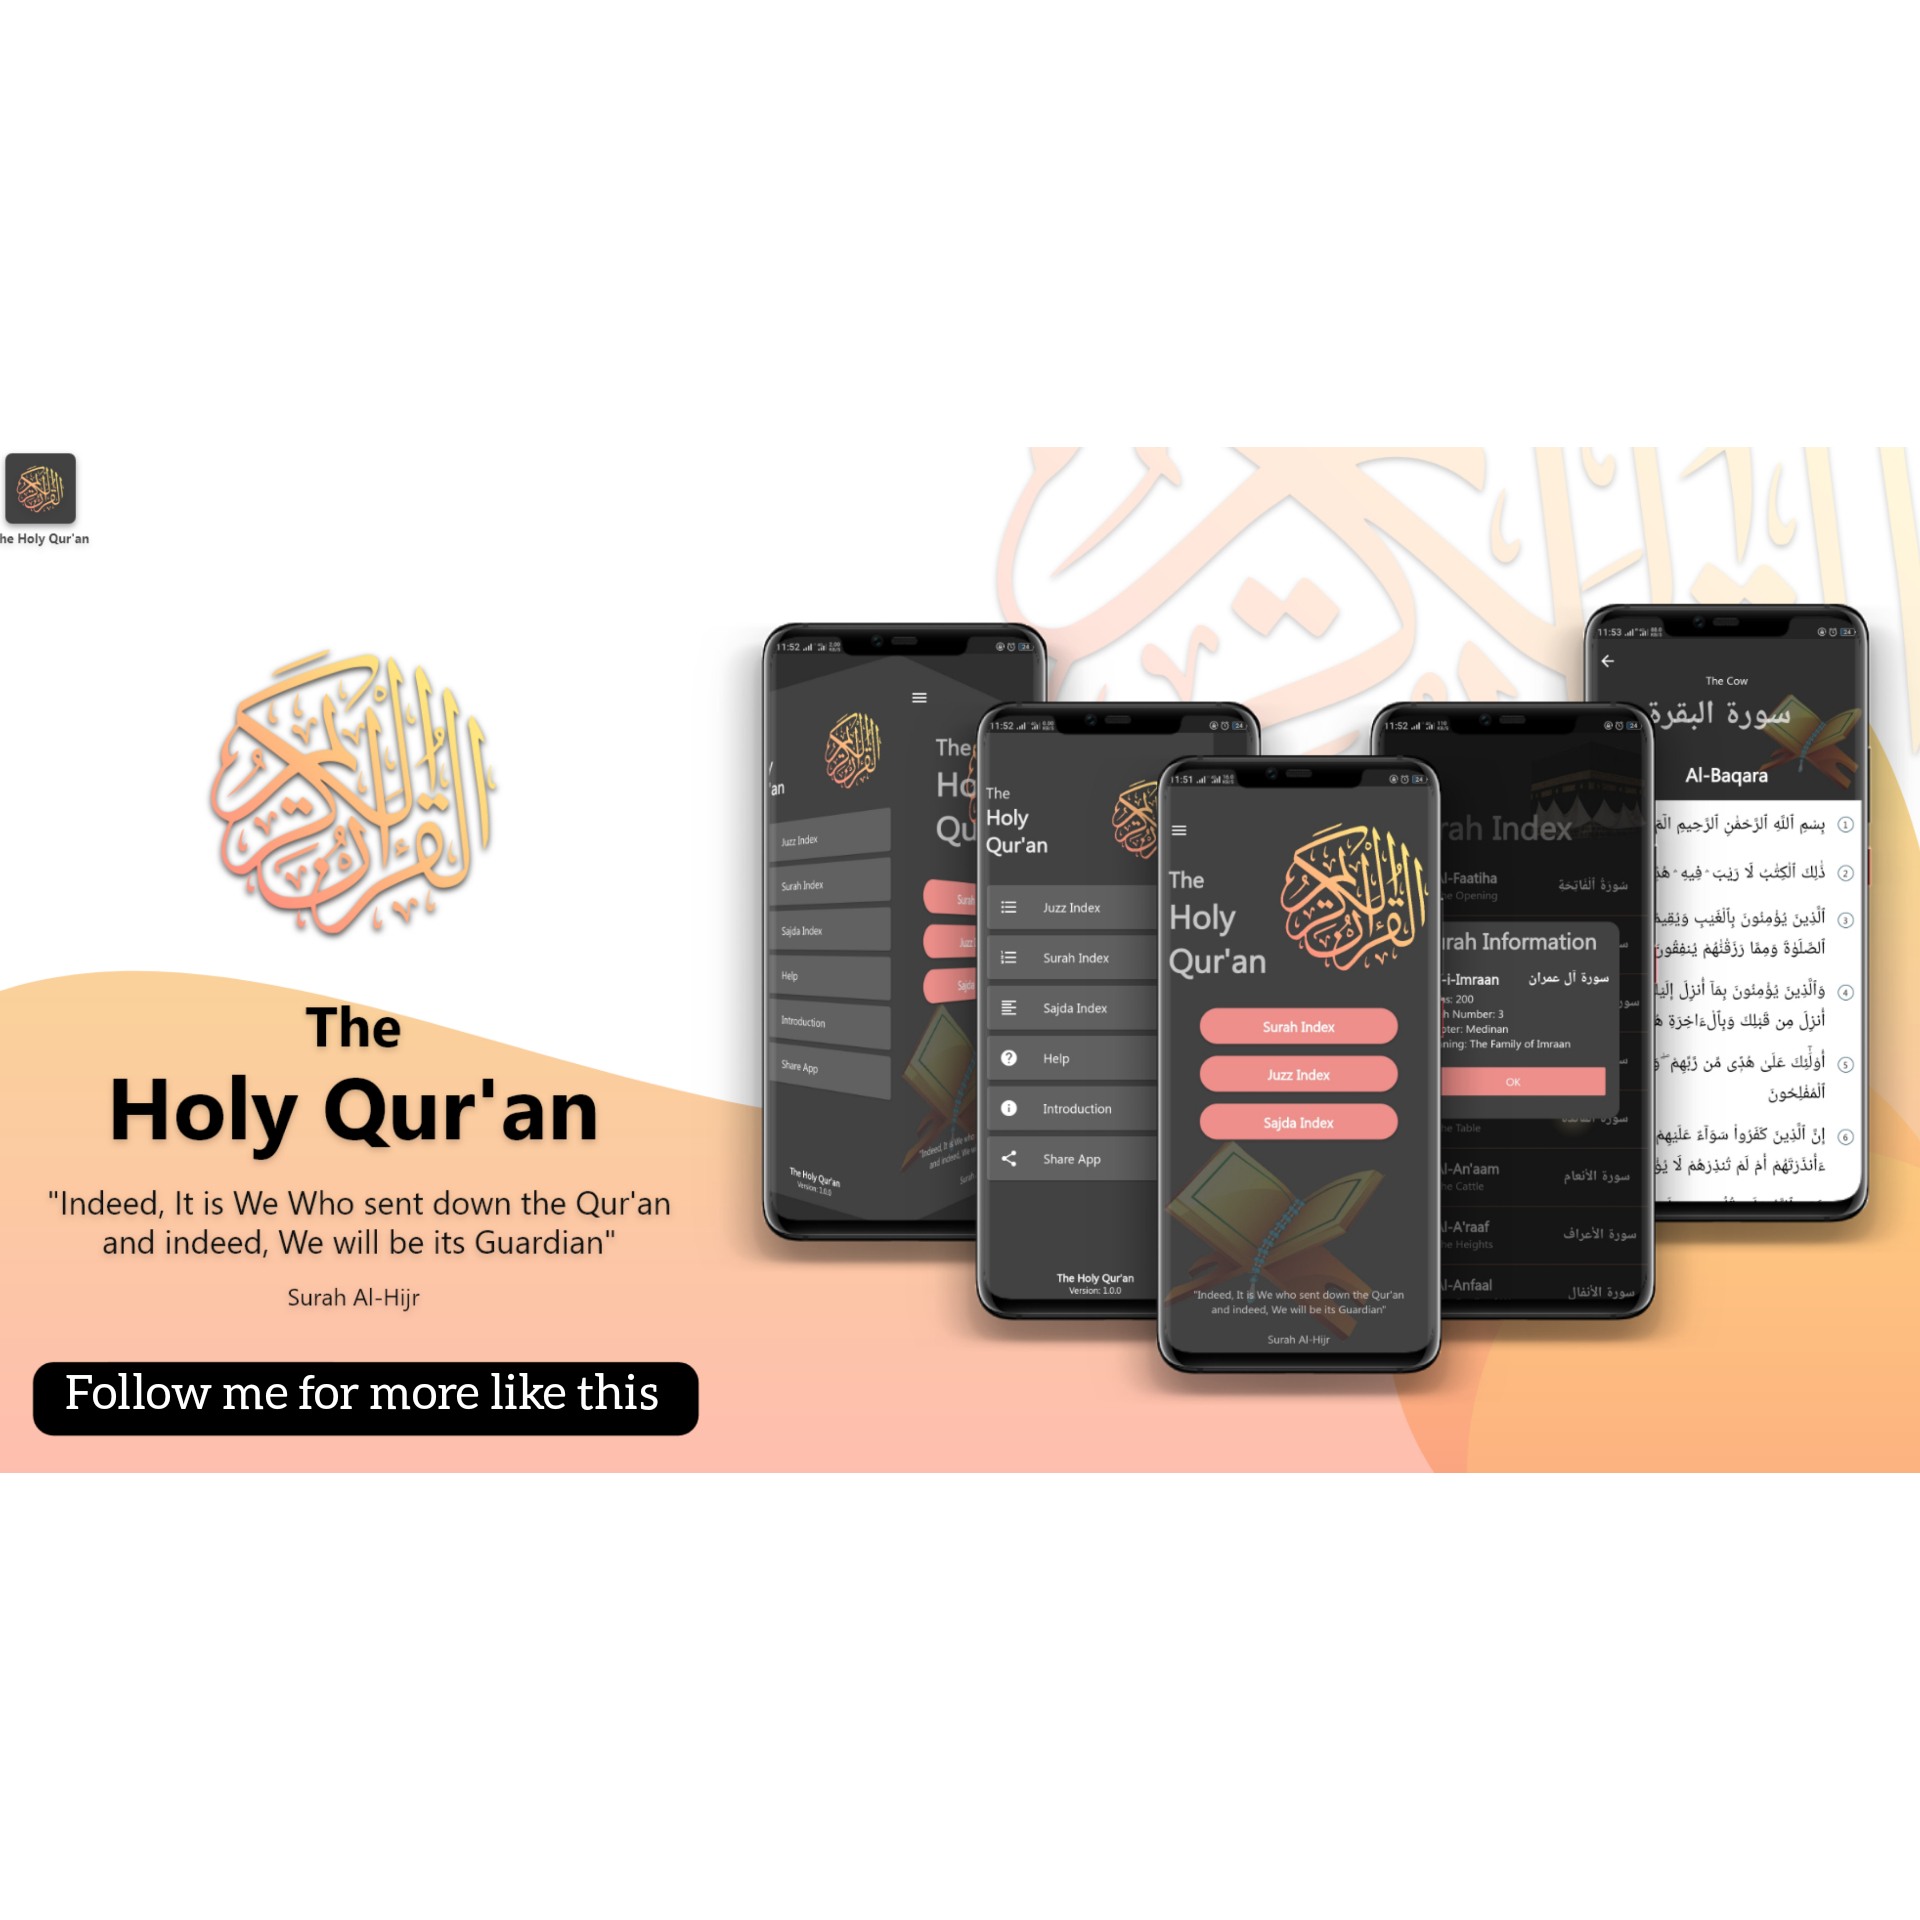 he Holy Qur'an
The
Holy Qur'an
"Indeed, It is We Who sent down the Qur'an
and indeed, We will be its Guardian"
Surah Al-Hijr
Follow me for more like this
11:52
The
Ho
Qu
'an
Juzz Index
Surah Index
Sajda Index
Help
Introduction
Share App
The Holy Qur'an
Version: 1.0.0
11:52
The
Holy
Qur'an
Juzz Index
Surah Index
Sajda Index
Help
Introduction
Share App
The Holy Qur'an
Version: 1.0.0
11:51
The
Holy
Qur'an
Surah Index
Juzz Index
Sajda Index
"Indeed, It is We who sent down the Qur'an
and indeed, We will be its Guardian"
Surah Al-Hijr
11:52
rah Index
l-Faatiha سورة الفاتحة
he Opening
rah Information
-i-Imraan سورة آل عمران
s: 200
h Number: 3
ter: Medinan
ning: The Family of Imraan
OK
he Table
l-An'aam سورة الأنعام
he Cattle
l-A'raaf سورة الأعراف
he Heights
l-Anfaal سورة الأنفال
11:53
The Cow
سورة البقرة
Al-Baqara
بِسْمِ ٱللَّهِ ٱلرَّحْمَٰنِ ٱلرَّحِيمِ الٓمٓ 1
ذَٰلِكَ ٱلْكِتَٰبُ لَا رَيْبَ ۛ فِيهِ ۛ 2
ٱلَّذِينَ يُؤْمِنُونَ بِٱلْغَيْبِ وَيُقِيم 3
ٱلصَّلَوٰةَ وَمِمَّا رَزَقْنَٰهُمْ يُنفِقُون
وَٱلَّذِينَ يُؤْمِنُونَ بِمَآ أُنزِلَ إِلَيْ 4
أُنزِلَ مِن قَبْلِكَ وَبِٱلْءَاخِرَةِ
أُو۟لَٰٓئِكَ عَلَىٰ هُدًى مِّن رَّبِّهِمْ ۖ وَ 5
ٱلْمُفْلِحُونَ
إِنَّ ٱلَّذِينَ كَفَرُوا۟ سَوَآءٌ عَلَيْهِمْ 6
ءَأَنذَرْتَهُمْ أَمْ لَمْ تُنذِرْهُمْ لَا